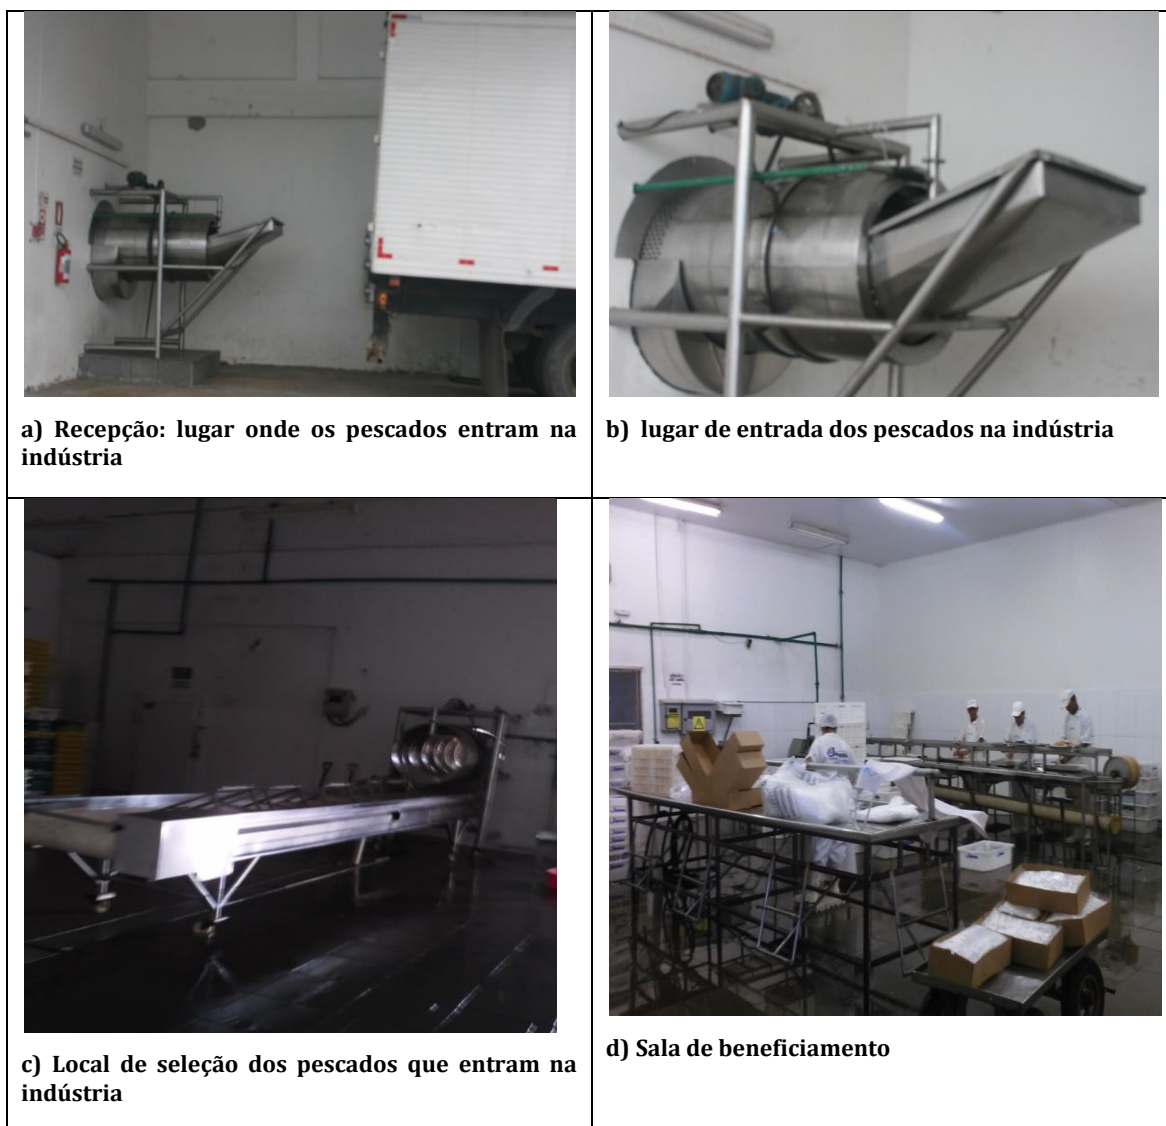 a) Recepção: lugar onde os pescados entram na
indústria
b) lugar de entrada dos pescados na indústria
c) Local de seleção dos pescados que entram na
indústria
d) Sala de beneficiamento